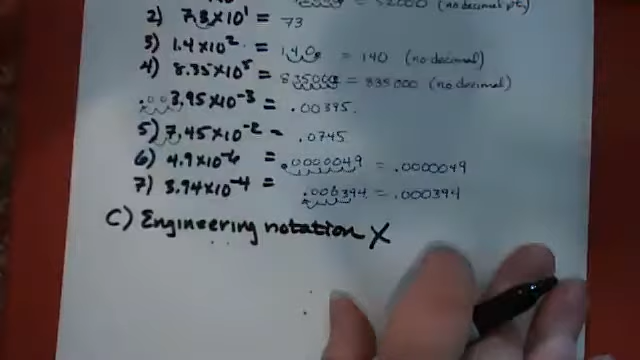 = 52000 (no decimal pt.)
2) 7.3×10¹ = 73
3) 1.4×10² = 140. = 140 (no decimal)
4) 8.35×10⁵ = 835000 = 835000 (no decimal)
.003.95×10⁻³ = .00395.
5) 7.45×10⁻² = .0745
6) 4.9×10⁻⁶ = .0000049 = .0000049
7) 3.94×10⁻⁴ = = .000394
C) Engineering notation X